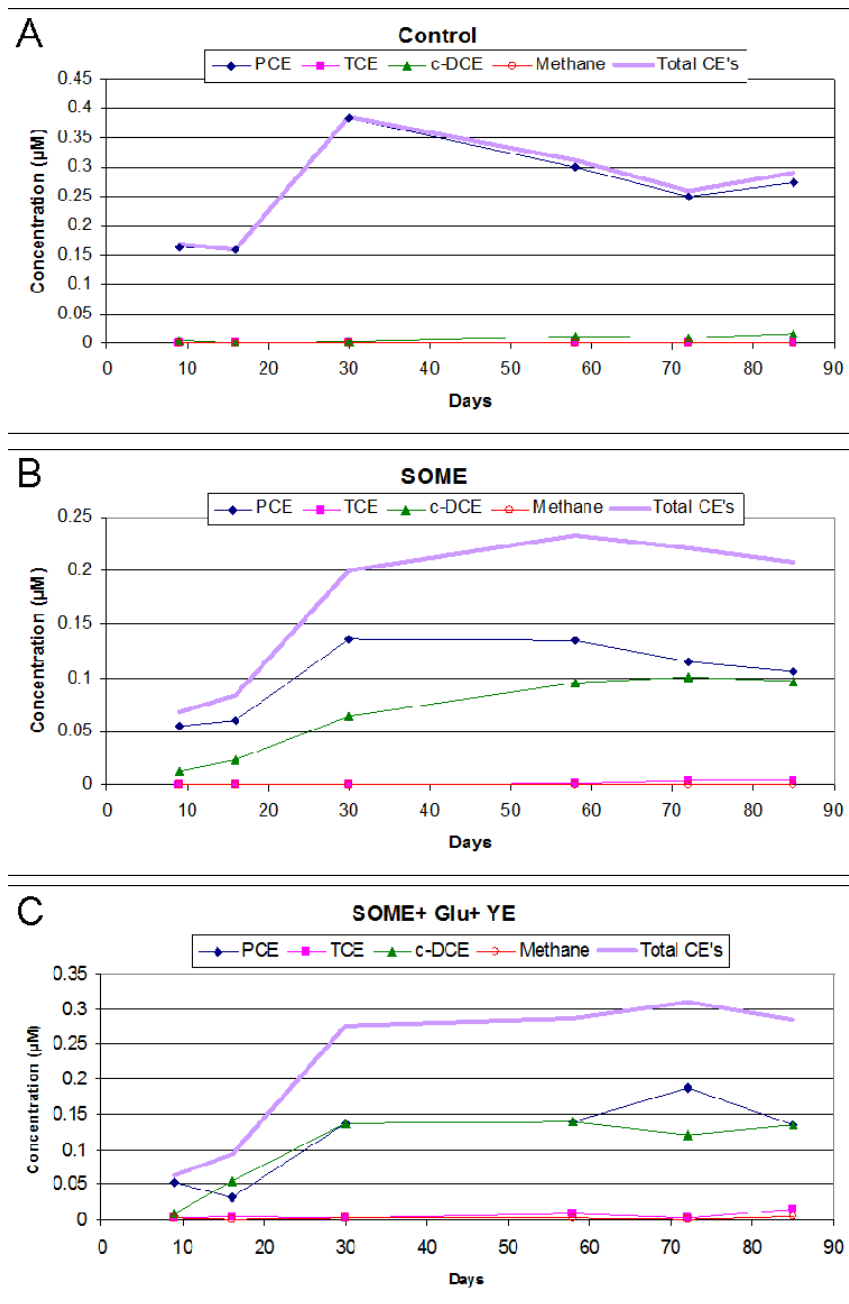 A
Control
PCE TCE c-DCE Methane Total CE's
0.45
0.4
0.35
0.3
0.25
0.2
0.15
0.1
0.05
0
Concentration (µM)
0 10 20 30 40 50 60 70 80 90
Days
B
SOME
PCE TCE c-DCE Methane Total CE's
0.25
0.2
0.15
0.1
0.05
0
Concentration (µM)
0 10 20 30 40 50 60 70 80 90
Days
C
SOME+ Glu+ YE
PCE TCE c-DCE Methane Total CE's
0.35
0.3
0.25
0.2
0.15
0.1
0.05
0
Concentration (µM)
0 10 20 30 40 50 60 70 80 90
Days